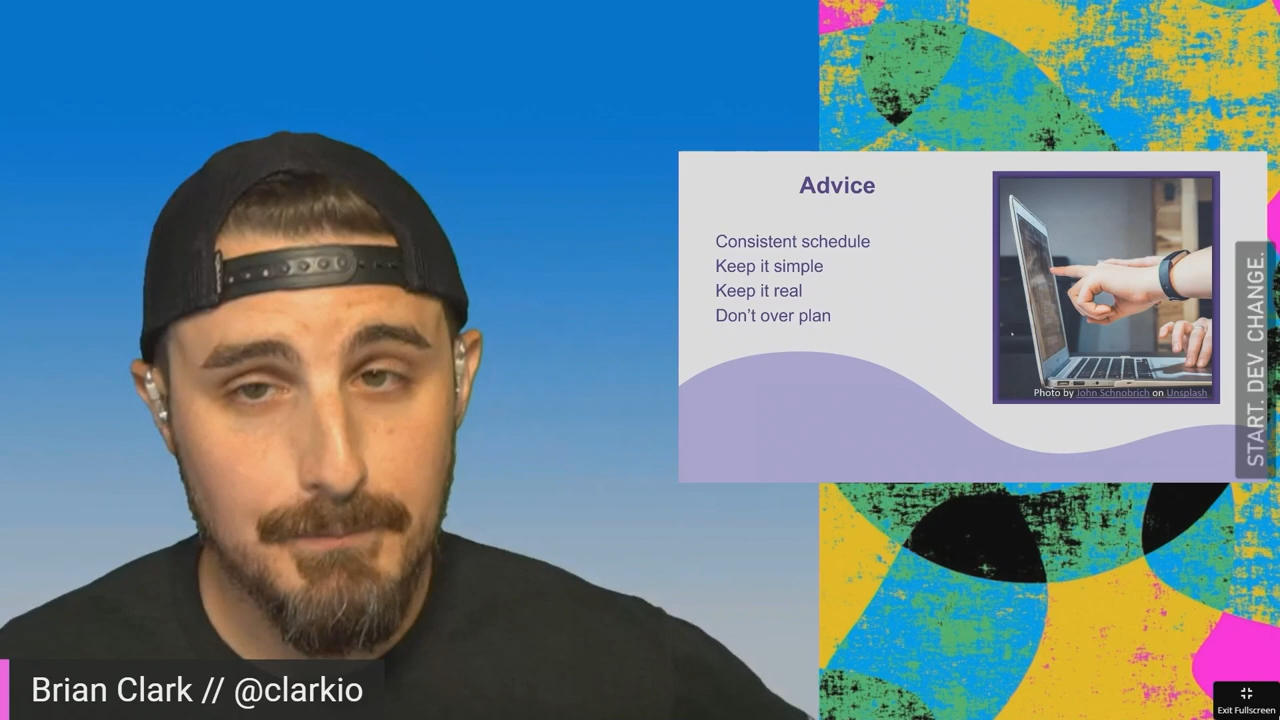 Advice
Consistent schedule
Keep it simple
Keep it real
Don't over plan
Photo by John Schnobrich on Unsplash
START. DEV. CHANGE.
Brian Clark // @clarkio
Exit Fullscreen